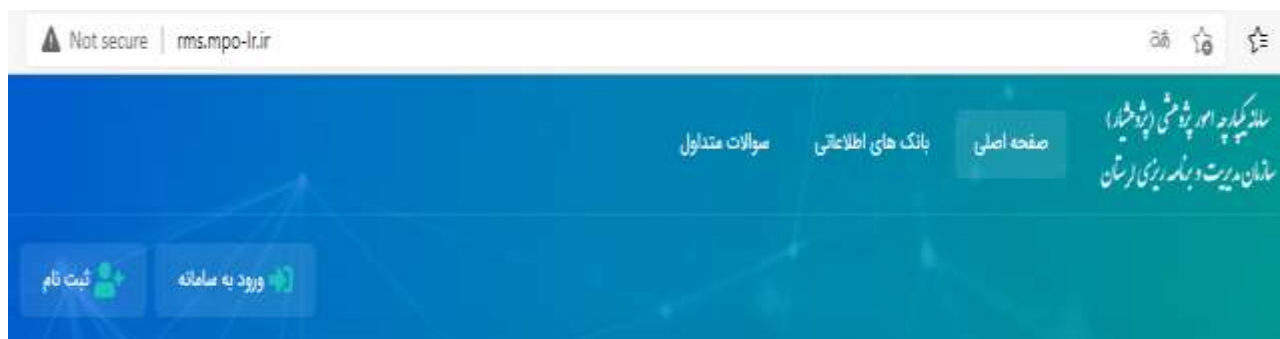 Not secure | rms.mpo-lr.ir
سامانه یکپارچه امور پژوهشی (پژوهشیار)
سازمان مدیریت و برنامه ریزی لرستان
صفحه اصلی
بانک های اطلاعاتی
سوالات متداول
ورود به سامانه
ثبت نام